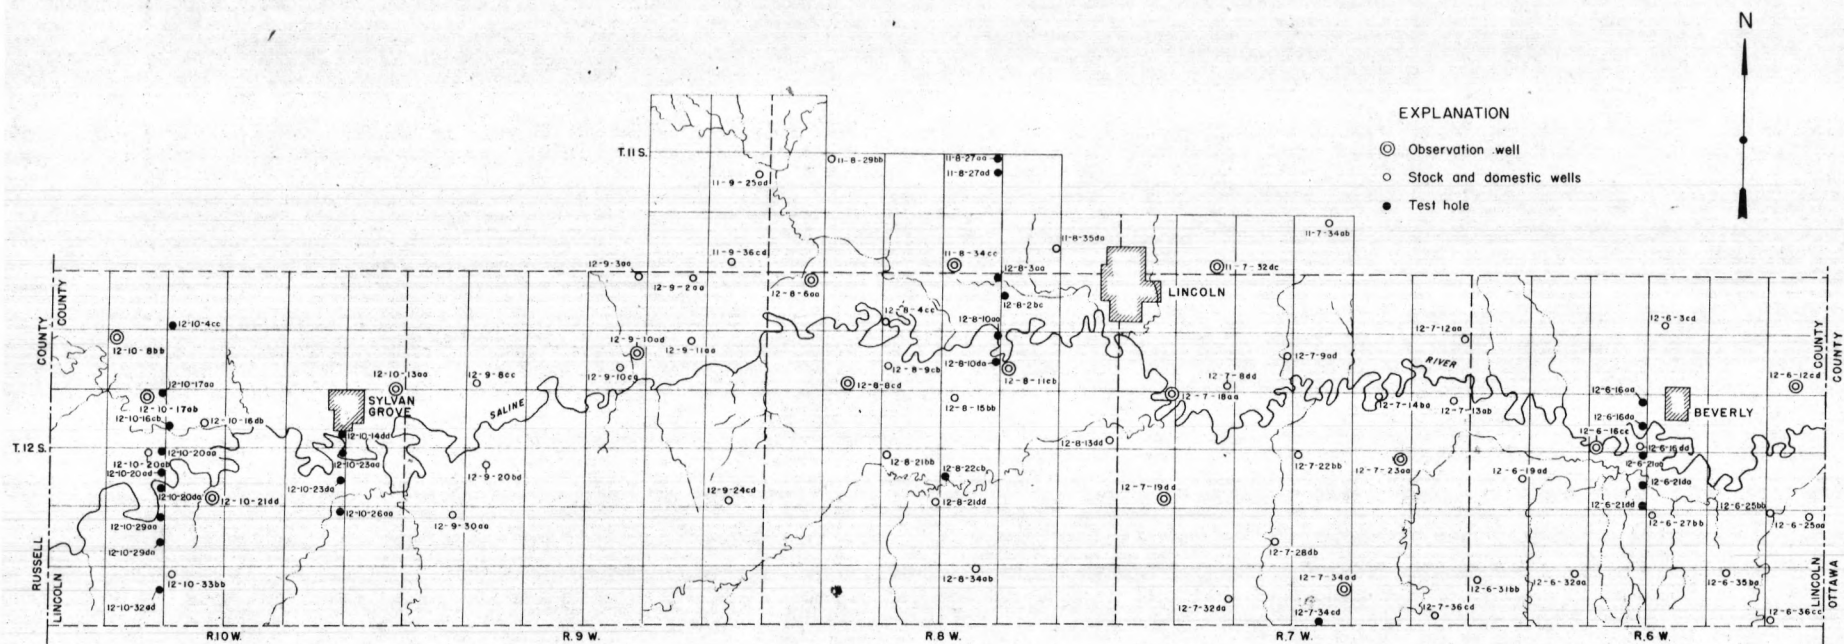 N
EXPLANATION
Observation well
Stock and domestic wells
Test hole
T. 11 S.
11-8-29bb
11-8-27aa
11-8-27ad
11-9-25ad
11-7-34ab
11-8-35da
11-9-36cd
11-8-34cc
11-7-32dc
12-9-3aa
12-9-2aa
12-8-6aa
12-8-3aa
12-8-2bc
LINCOLN
COUNTY
COUNTY
12-10-4cc
12-8-4cc
12-8-10aa
12-7-12aa
12-6-3cd
COUNTY
COUNTY
12-10-8bb
12-9-10ad
12-9-11aa
12-9-10ca
12-8-9cb
12-8-10da
12-8-11cb
12-7-9ad
RIVER
12-10-17aa
12-10-13aa
12-9-8cc
12-8-8cd
12-7-8dd
12-7-18aa
12-7-14ba
12-7-13ab
12-6-16aa
12-6-12cd
12-10-17ab
SYLVAN
GROVE
SALINE
12-8-15bb
BEVERLY
12-10-16cb
12-10-16db
12-6-16da
12-6-16cc
T. 12 S.
12-10-14dd
12-8-13dd
12-6-16dd
12-10-20ab
12-10-20aa
12-10-23aa
12-8-21bb
12-7-22bb
12-7-23aa
12-6-21aa
12-10-20ad
12-9-20bd
12-8-22cb
12-6-19ad
12-6-21da
12-10-20da
12-10-21dd
12-10-23da
12-9-24cd
12-8-21dd
12-7-19dd
12-6-21dd
12-6-25bb
12-10-29aa
12-10-26aa
12-9-30aa
12-6-27bb
12-6-25aa
12-10-29da
12-7-28db
12-10-33bb
12-8-34ab
12-7-34ad
12-6-31bb
12-6-32aa
12-6-35ba
12-10-32ad
12-7-32da
12-7-34cd
12-7-36cd
12-6-36cc
RUSSELL
LINCOLN
LINCOLN
OTTAWA
R.10 W.
R. 9 W.
R. 8 W.
R. 7 W.
R. 6 W.